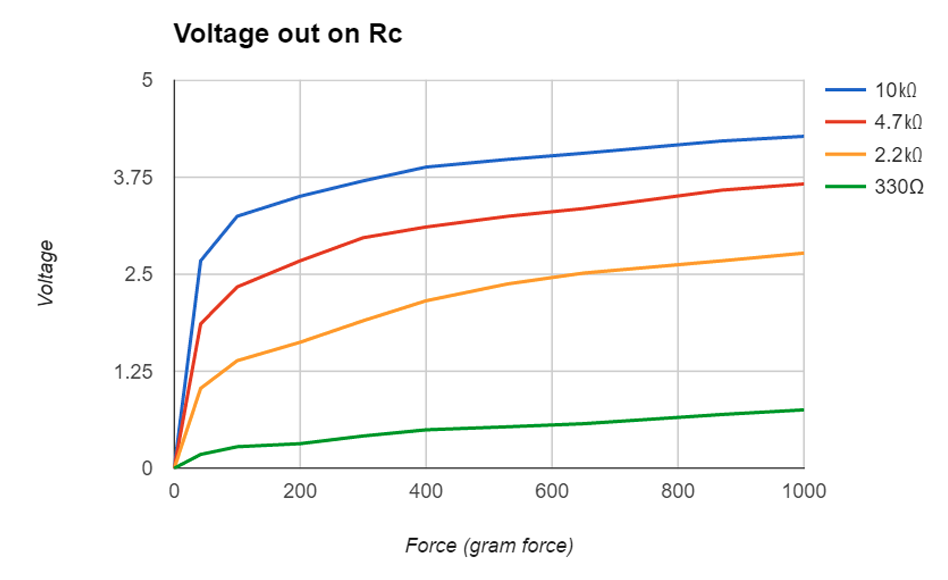 Voltage out on Rc
5
3.75
2.5
1.25
0
Voltage
0 200 400 600 800 1000
Force (gram force)
10kΩ
4.7kΩ
2.2kΩ
330Ω